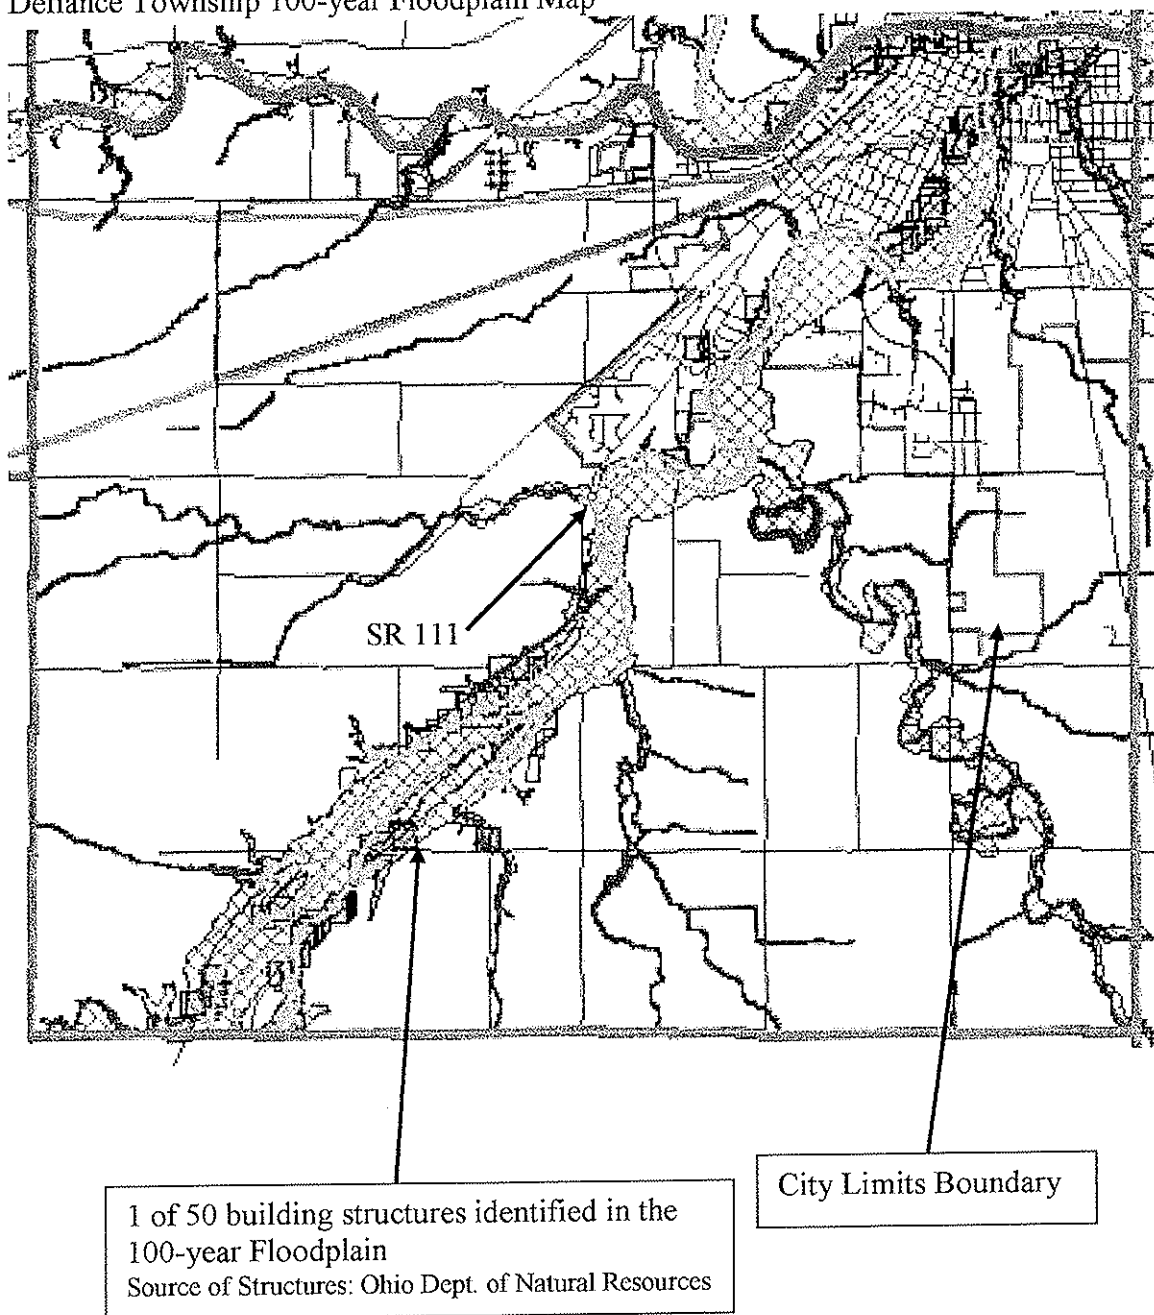 Defiance Township 100-year Floodplain Map
SR 111
1 of 50 building structures identified in the
100-year Floodplain
Source of Structures: Ohio Dept. of Natural Resources
City Limits Boundary